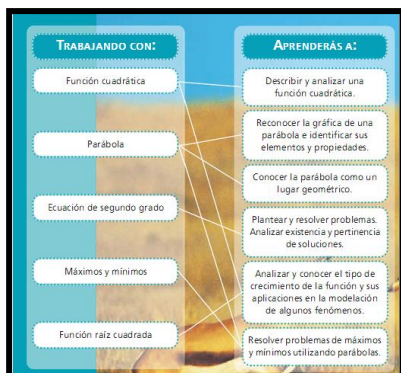 TRABAJANDO CON:
Función cuadrática
Parábola
Ecuación de segundo grado
Máximos y mínimos
Función raíz cuadrada
APRENDERÁS A:
Describir y analizar una
función cuadrática.
Reconocer la gráfica de una
parábola e identificar sus
elementos y propiedades.
Conocer la parábola como un
lugar geométrico.
Plantear y resolver problemas.
Analizar existencia y pertinencia
de soluciones.
Analizar y conocer el tipo de
crecimiento de la función y sus
aplicaciones en la modelación
de algunos fenómenos.
Resolver problemas de máximos
y mínimos utilizando parábolas.